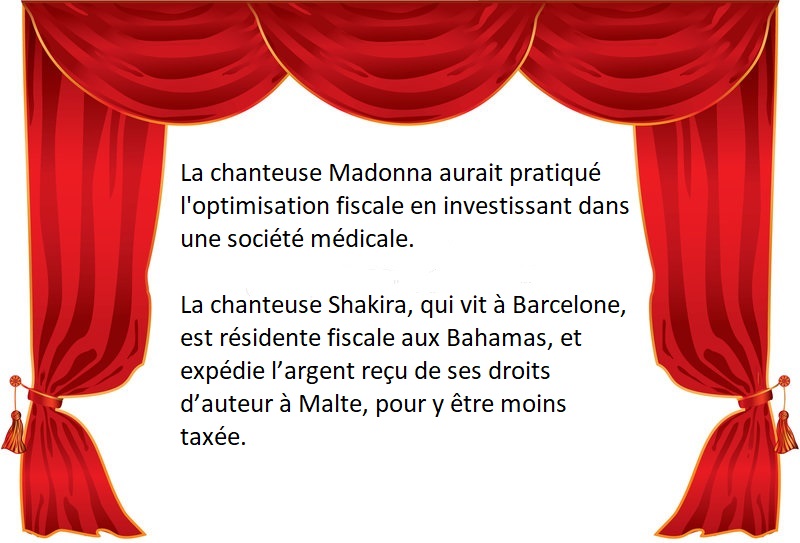 La chanteuse Madonna aurait pratiqué
l'optimisation fiscale en investissant dans
une société médicale.
La chanteuse Shakira, qui vit à Barcelone,
est résidente fiscale aux Bahamas, et
expédie l’argent reçu de ses droits
d’auteur à Malte, pour y être moins
taxée.